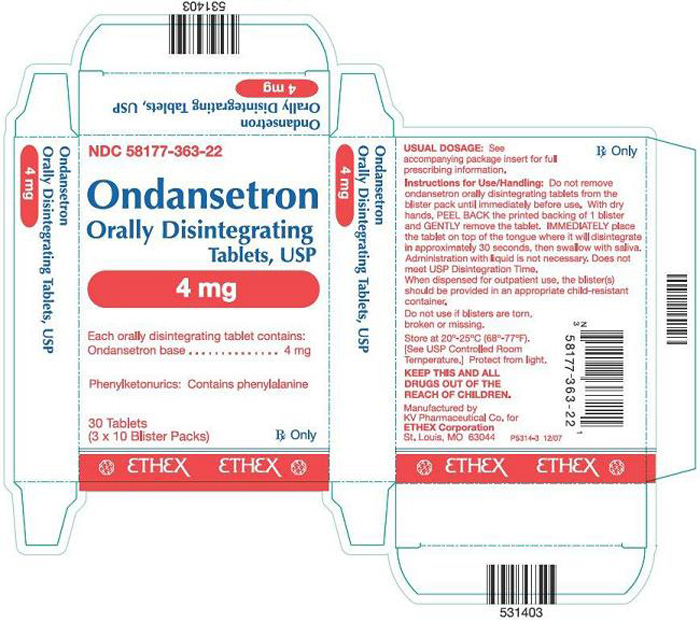 531403
Ondansetron
Orally Disintegrating Tablets, USP
4 mg
Ondansetron
Orally Disintegrating Tablets, USP
4 mg
NDC 58177-363-22
Ondansetron
Orally Disintegrating
Tablets, USP
4 mg
Each orally disintegrating tablet contains:
Ondansetron base .............. 4 mg
Phenylketonurics: Contains phenylalanine
30 Tablets
(3 x 10 Blister Packs)
℞ Only
ETHEX ETHEX
Ondansetron
Orally Disintegrating Tablets, USP
4 mg
USUAL DOSAGE: See
accompanying package insert for full
prescribing information.
℞ Only
Instructions for Use/Handling: Do not remove
ondansetron orally disintegrating tablets from the
blister pack until immediately before use. With dry
hands, PEEL BACK the printed backing of 1 blister
and GENTLY remove the tablet. IMMEDIATELY place
the tablet on top of the tongue where it will disintegrate
in approximately 30 seconds, then swallow with saliva.
Administration with liquid is not necessary. Does not
meet USP Disintegration Time.
When dispensed for outpatient use, the blister(s)
should be provided in an appropriate child-resistant
container.
Do not use if blisters are torn,
broken or missing.
Store at 20°-25°C (68°-77°F).
[See USP Controlled Room
Temperature.] Protect from light.
KEEP THIS AND ALL
DRUGS OUT OF THE
REACH OF CHILDREN.
Manufactured by
KV Pharmaceutical Co. for
ETHEX Corporation
St. Louis, MO 63044 P5314-3 12/07
N
3 58177-363-22 1
ETHEX ETHEX
531403